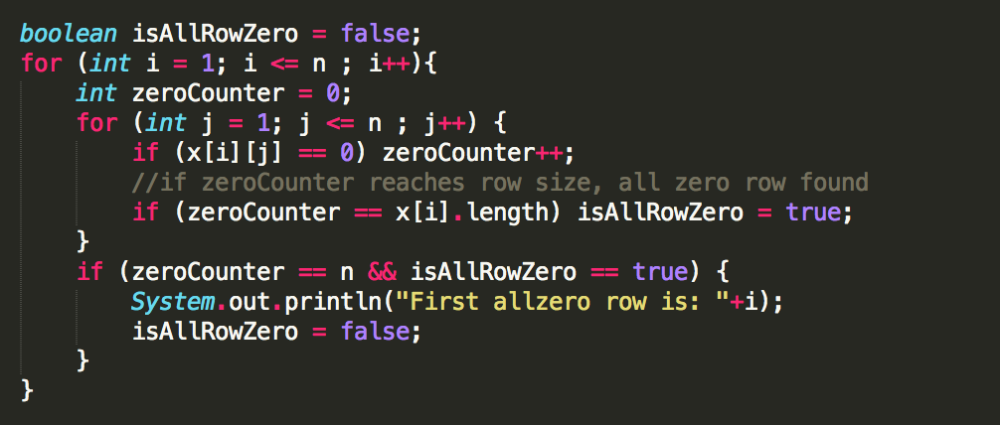 boolean isAllRowZero = false;
for (int i = 1; i <= n ; i++){
    int zeroCounter = 0;
    for (int j = 1; j <= n ; j++) {
        if (x[i][j] == 0) zeroCounter++;
        //if zeroCounter reaches row size, all zero row found
        if (zeroCounter == x[i].length) isAllRowZero = true;
    }
    if (zeroCounter == n && isAllRowZero == true) {
        System.out.println("First allzero row is: "+i);
        isAllRowZero = false;
    }
}